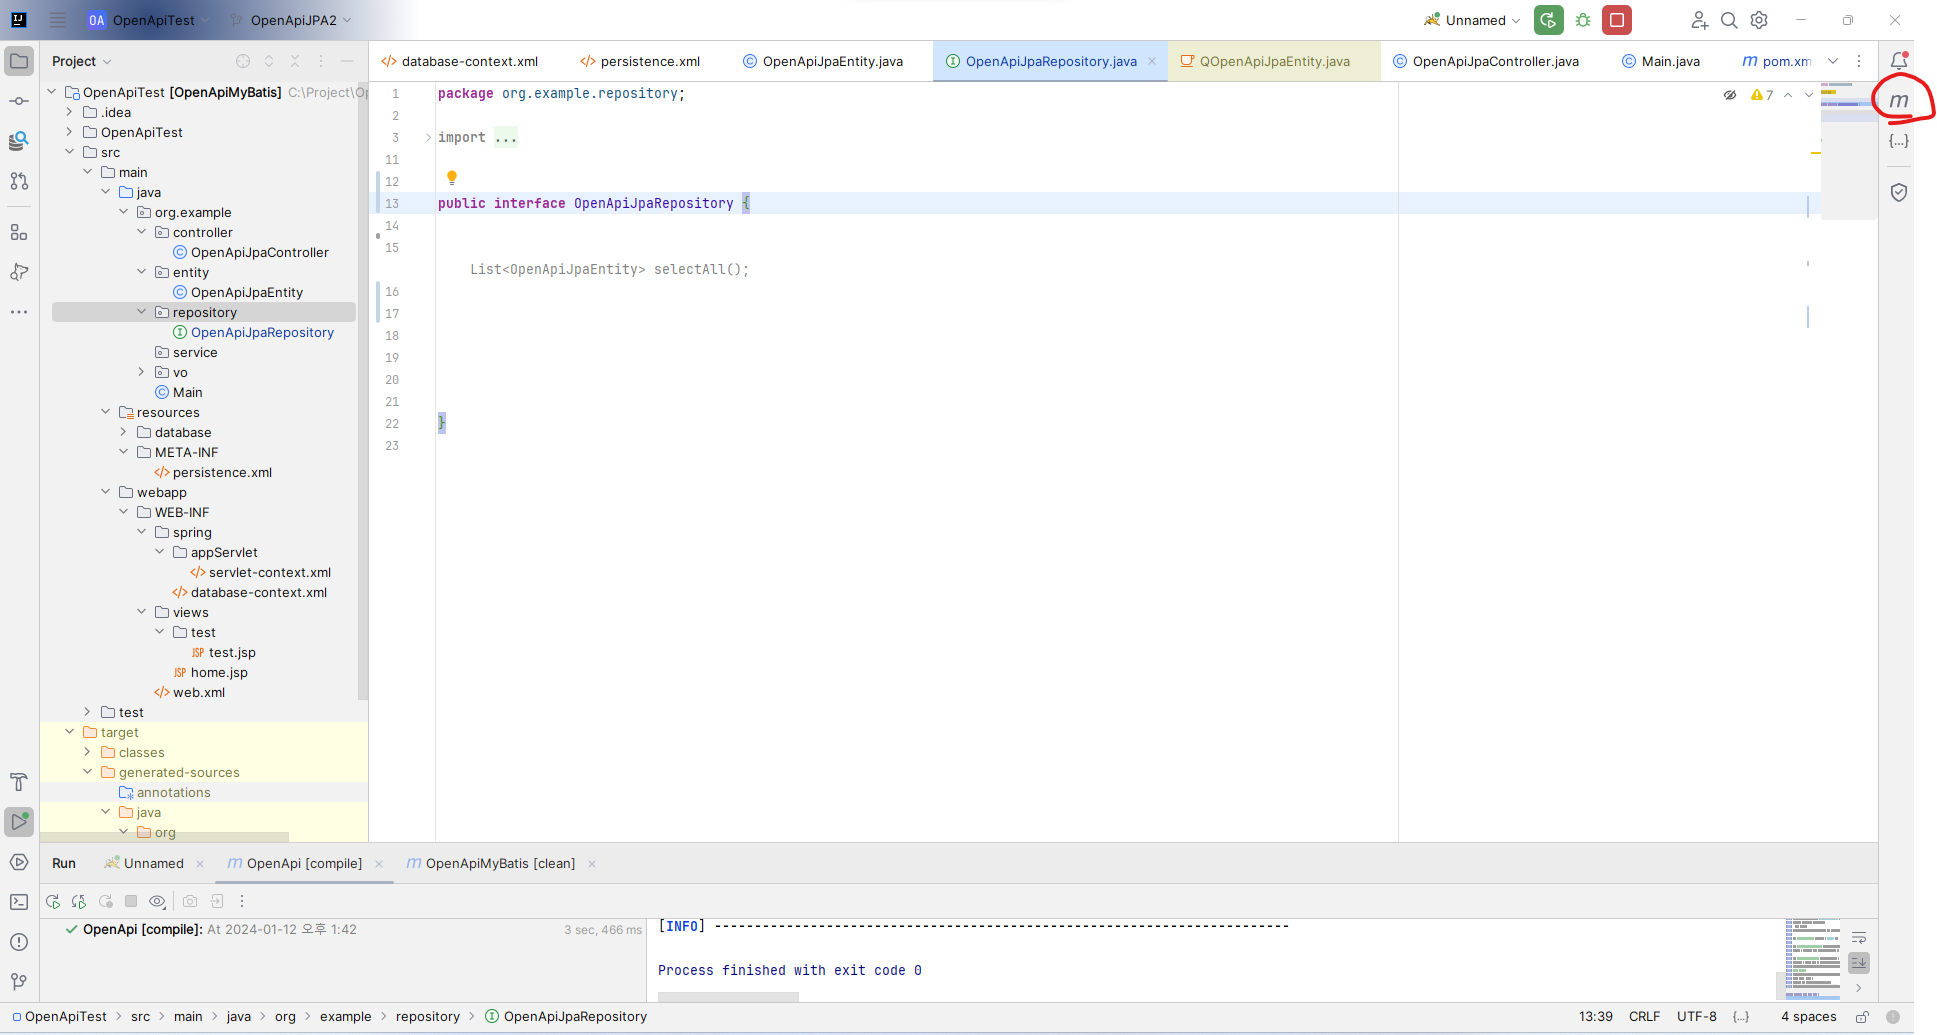 OA OpenApiTest OpenApiJPA2 Unnamed
Project
database-context.xml persistence.xml OpenApiJpaEntity.java OpenApiJpaRepository.java QOpenApiJpaEntity.java OpenApiJpaController.java Main.java m pom.xm
OpenApiTest [OpenApiMyBatis] C:\Project\Op
.idea
OpenApiTest
src
main
java
org.example
controller
OpenApiJpaController
entity
OpenApiJpaEntity
repository
OpenApiJpaRepository
service
vo
Main
resources
database
META-INF
persistence.xml
webapp
WEB-INF
spring
appServlet
servlet-context.xml
database-context.xml
views
test
JSP test.jsp
JSP home.jsp
web.xml
test
target
classes
generated-sources
annotations
java
org
1 package org.example.repository;
2
3 import ...
11
12
13 public interface OpenApiJpaRepository {
14
15
List<OpenApiJpaEntity> selectAll();
16
17
18
19
20
21
22 }
23
7
m
{...}
Run Unnamed m OpenApi [compile] m OpenApiMyBatis [clean]
OpenApi [compile]: At 2024-01-12 오후 1:42 3 sec, 466 ms
[INFO] ------------------------------------------------------------------------
Process finished with exit code 0
OpenApiTest > src > main > java > org > example > repository > OpenApiJpaRepository 13:39 CRLF UTF-8 {...} 4 spaces